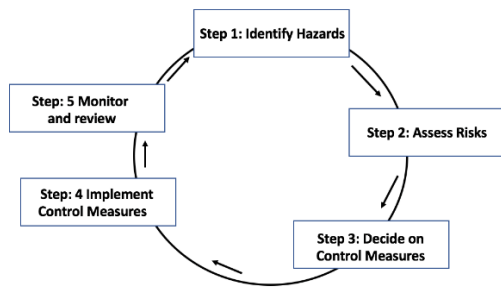 Step 1: Identify Hazards
Step 2: Assess Risks
Step 3: Decide on
Control Measures
Step: 4 Implement
Control Measures
Step: 5 Monitor
and review